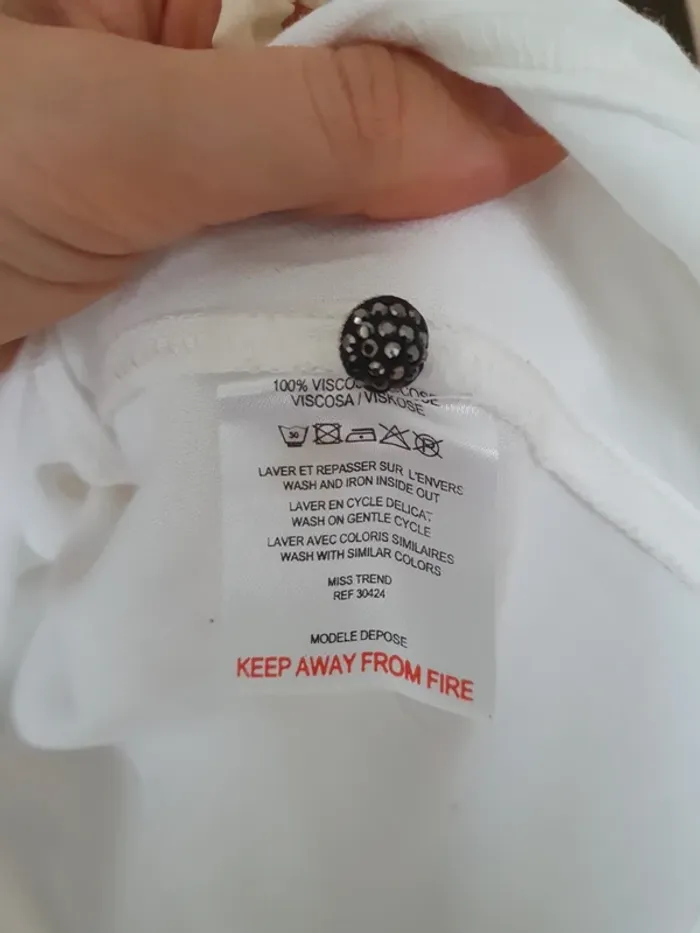 100% VISCO
VISCOSA / VISKOSE
30
LAVER ET REPASSER SUR L'ENVERS
WASH AND IRON INSIDE OUT
LAVER EN CYCLE DELICAT
WASH ON GENTLE CYCLE
LAVER AVEC COLORIS SIMILAIRES
WASH WITH SIMILAR COLORS
MISS TREND
REF 30424
MODELE DEPOSE
KEEP AWAY FROM FIRE